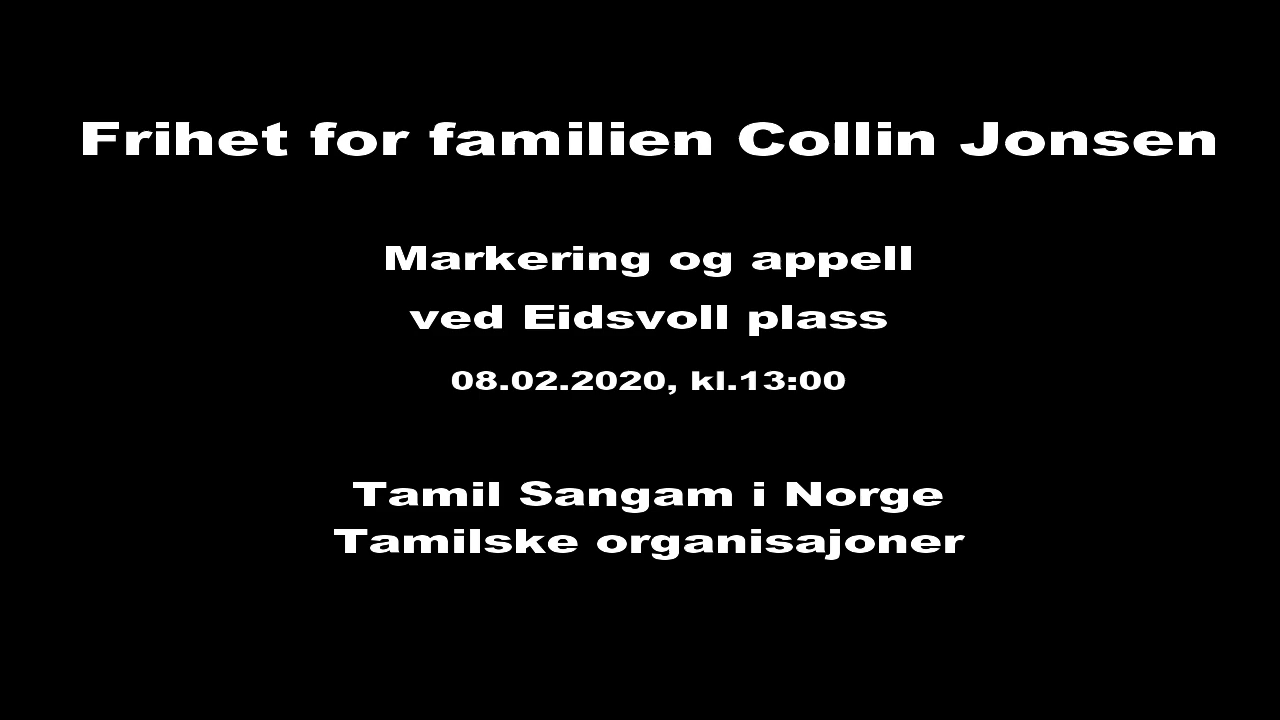 Frihet for familien Collin Jonsen
Markering og appell
ved Eidsvoll plass
08.02.2020, kl.13:00
Tamil Sangam i Norge
Tamilske organisajoner